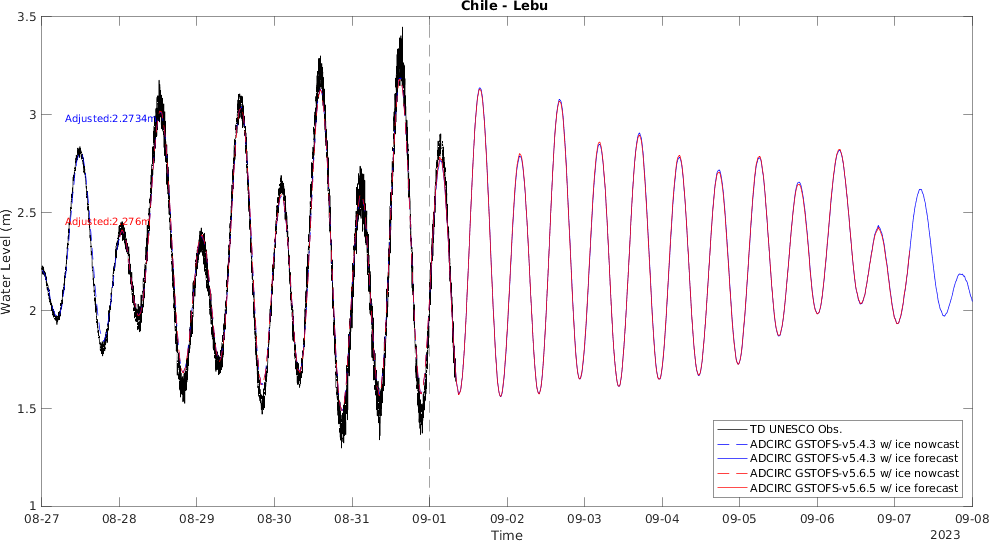 Chile - Lebu
3.5
3
2.5
2
1.5
1
Water Level (m)
Adjusted:2.2734m
Adjusted:2.276m
TD UNESCO Obs.
ADCIRC GSTOFS-v5.4.3 w/ ice nowcast
ADCIRC GSTOFS-v5.4.3 w/ ice forecast
ADCIRC GSTOFS-v5.6.5 w/ ice nowcast
ADCIRC GSTOFS-v5.6.5 w/ ice forecast
08-27 08-28 08-29 08-30 08-31 09-01 09-02 09-03 09-04 09-05 09-06 09-07 09-08
Time
2023